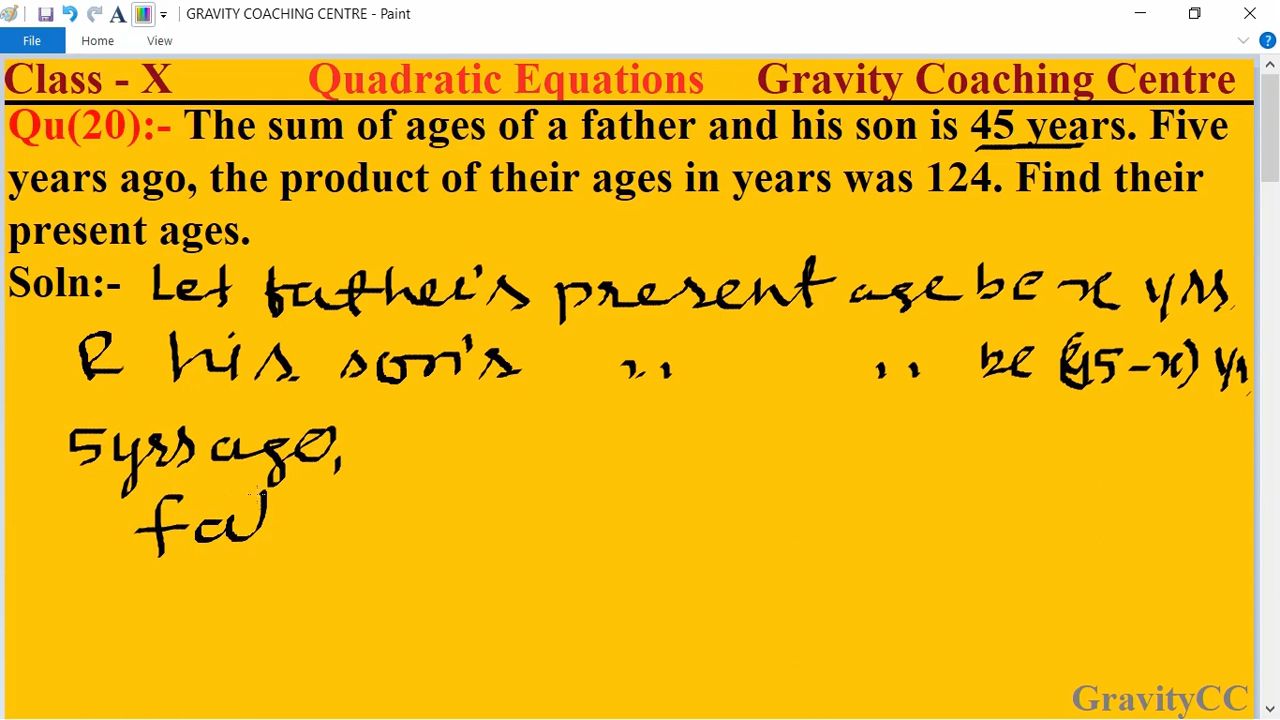 GRAVITY COACHING CENTRE - Paint
File Home View
Class - X Quadratic Equations Gravity Coaching Centre
Qu(20):- The sum of ages of a father and his son is 45 years. Five
years ago, the product of their ages in years was 124. Find their
present ages.
Soln:- Let father's present age be x yrs.
& his son's " " be (45-x) yrs
5yrs ago,
fa
GravityCC